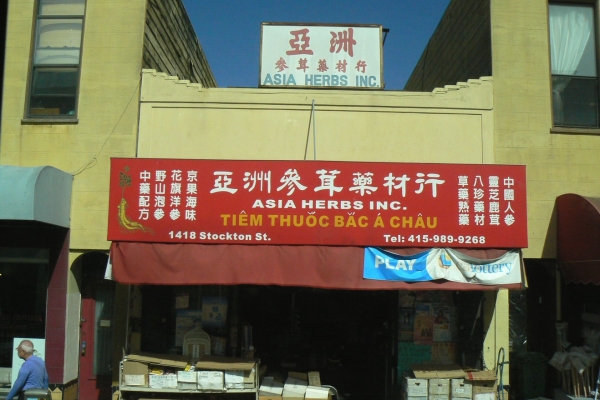 亞洲
參茸藥材行
ASIA HERBS INC.
京果海味
花旗洋參
野山泡參
中藥配方
亞洲參茸藥材行
ASIA HERBS INC.
TIỆM THUỐC BẮC Á CHÂU
1418 Stockton St.
Tel: 415-989-9268
中國人參
靈芝鹿茸
八珍藥材
草藥熟藥
PLAY
Lottery